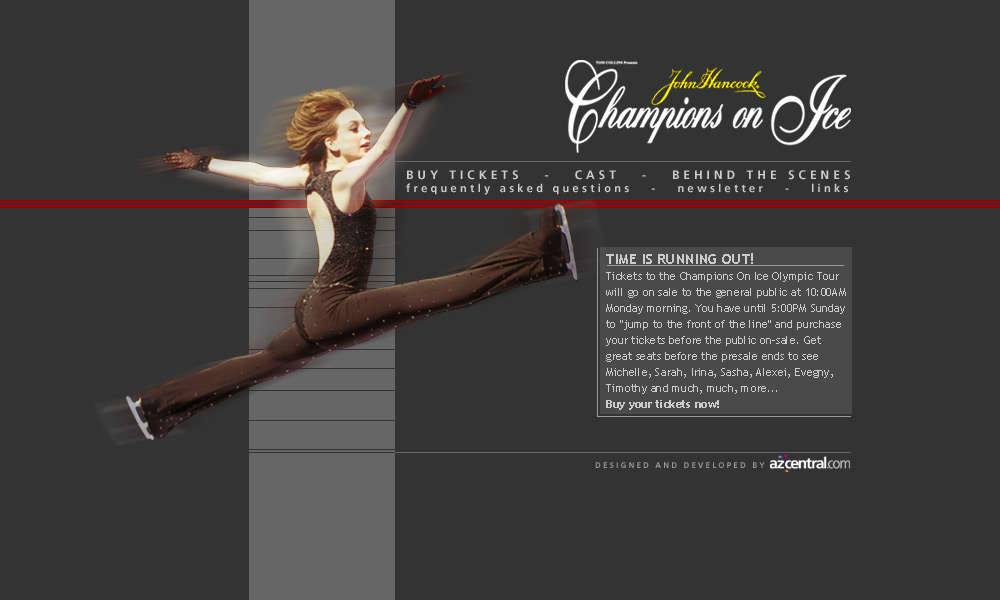 TOM COLLINS Presents
John Hancock
Champions on Ice
BUY TICKETS - CAST - BEHIND THE SCENES
frequently asked questions - newsletter - links
TIME IS RUNNING OUT!
Tickets to the Champions On Ice Olympic Tour
will go on sale to the general public at 10:00AM
Monday morning. You have until 5:00PM Sunday
to "jump to the front of the line" and purchase
your tickets before the public on-sale. Get
great seats before the presale ends to see
Michelle, Sarah, Irina, Sasha, Alexei, Evegny,
Timothy and much, much, more...
Buy your tickets now!
DESIGNED AND DEVELOPED BY azcentral.com